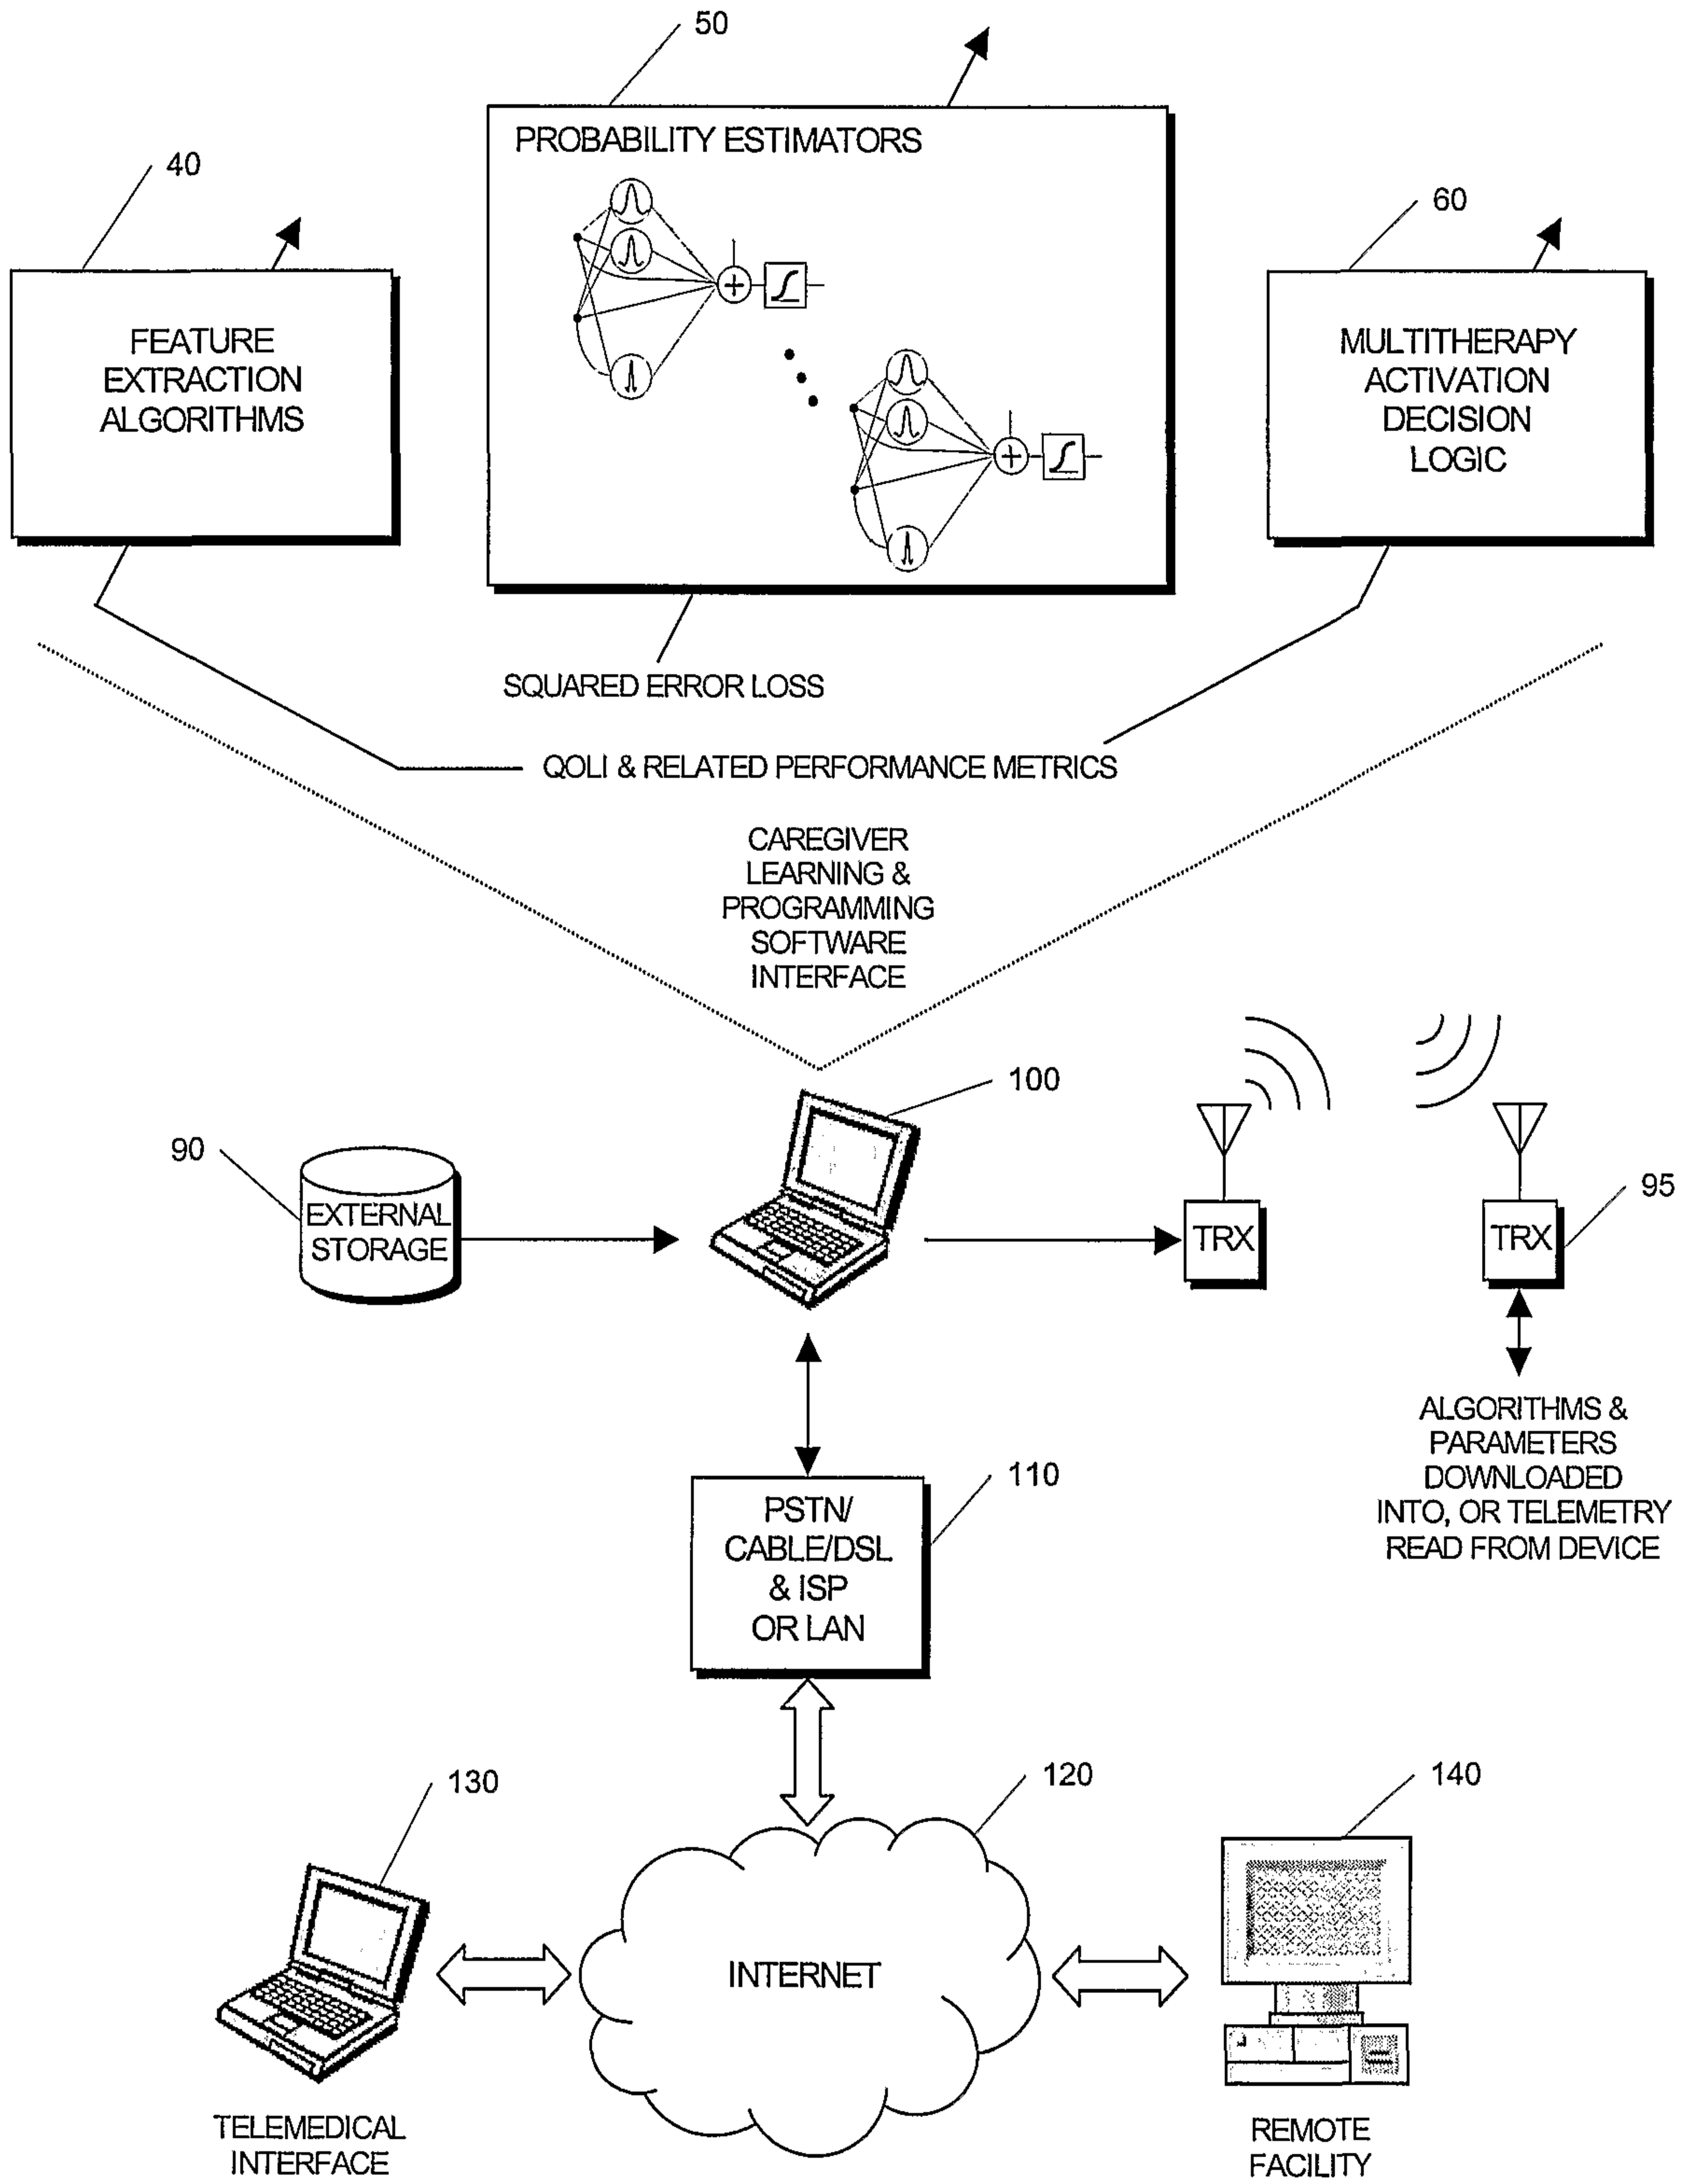 50
PROBABILITY ESTIMATORS
40
60
FEATURE
EXTRACTION
ALGORITHMS
MULTITHERAPY
ACTIVATION
DECISION
LOGIC
SQUARED ERROR LOSS
QOLI & RELATED PERFORMANCE METRICS
CAREGIVER
LEARNING &
PROGRAMMING
SOFTWARE
INTERFACE
100
90
EXTERNAL
STORAGE
TRX
TRX
95
ALGORITHMS &
PARAMETERS
DOWNLOADED
INTO, OR TELEMETRY
READ FROM DEVICE
110
PSTN/
CABLE/DSL
& ISP
OR LAN
130
120
140
INTERNET
TELEMEDICAL
INTERFACE
REMOTE
FACILITY